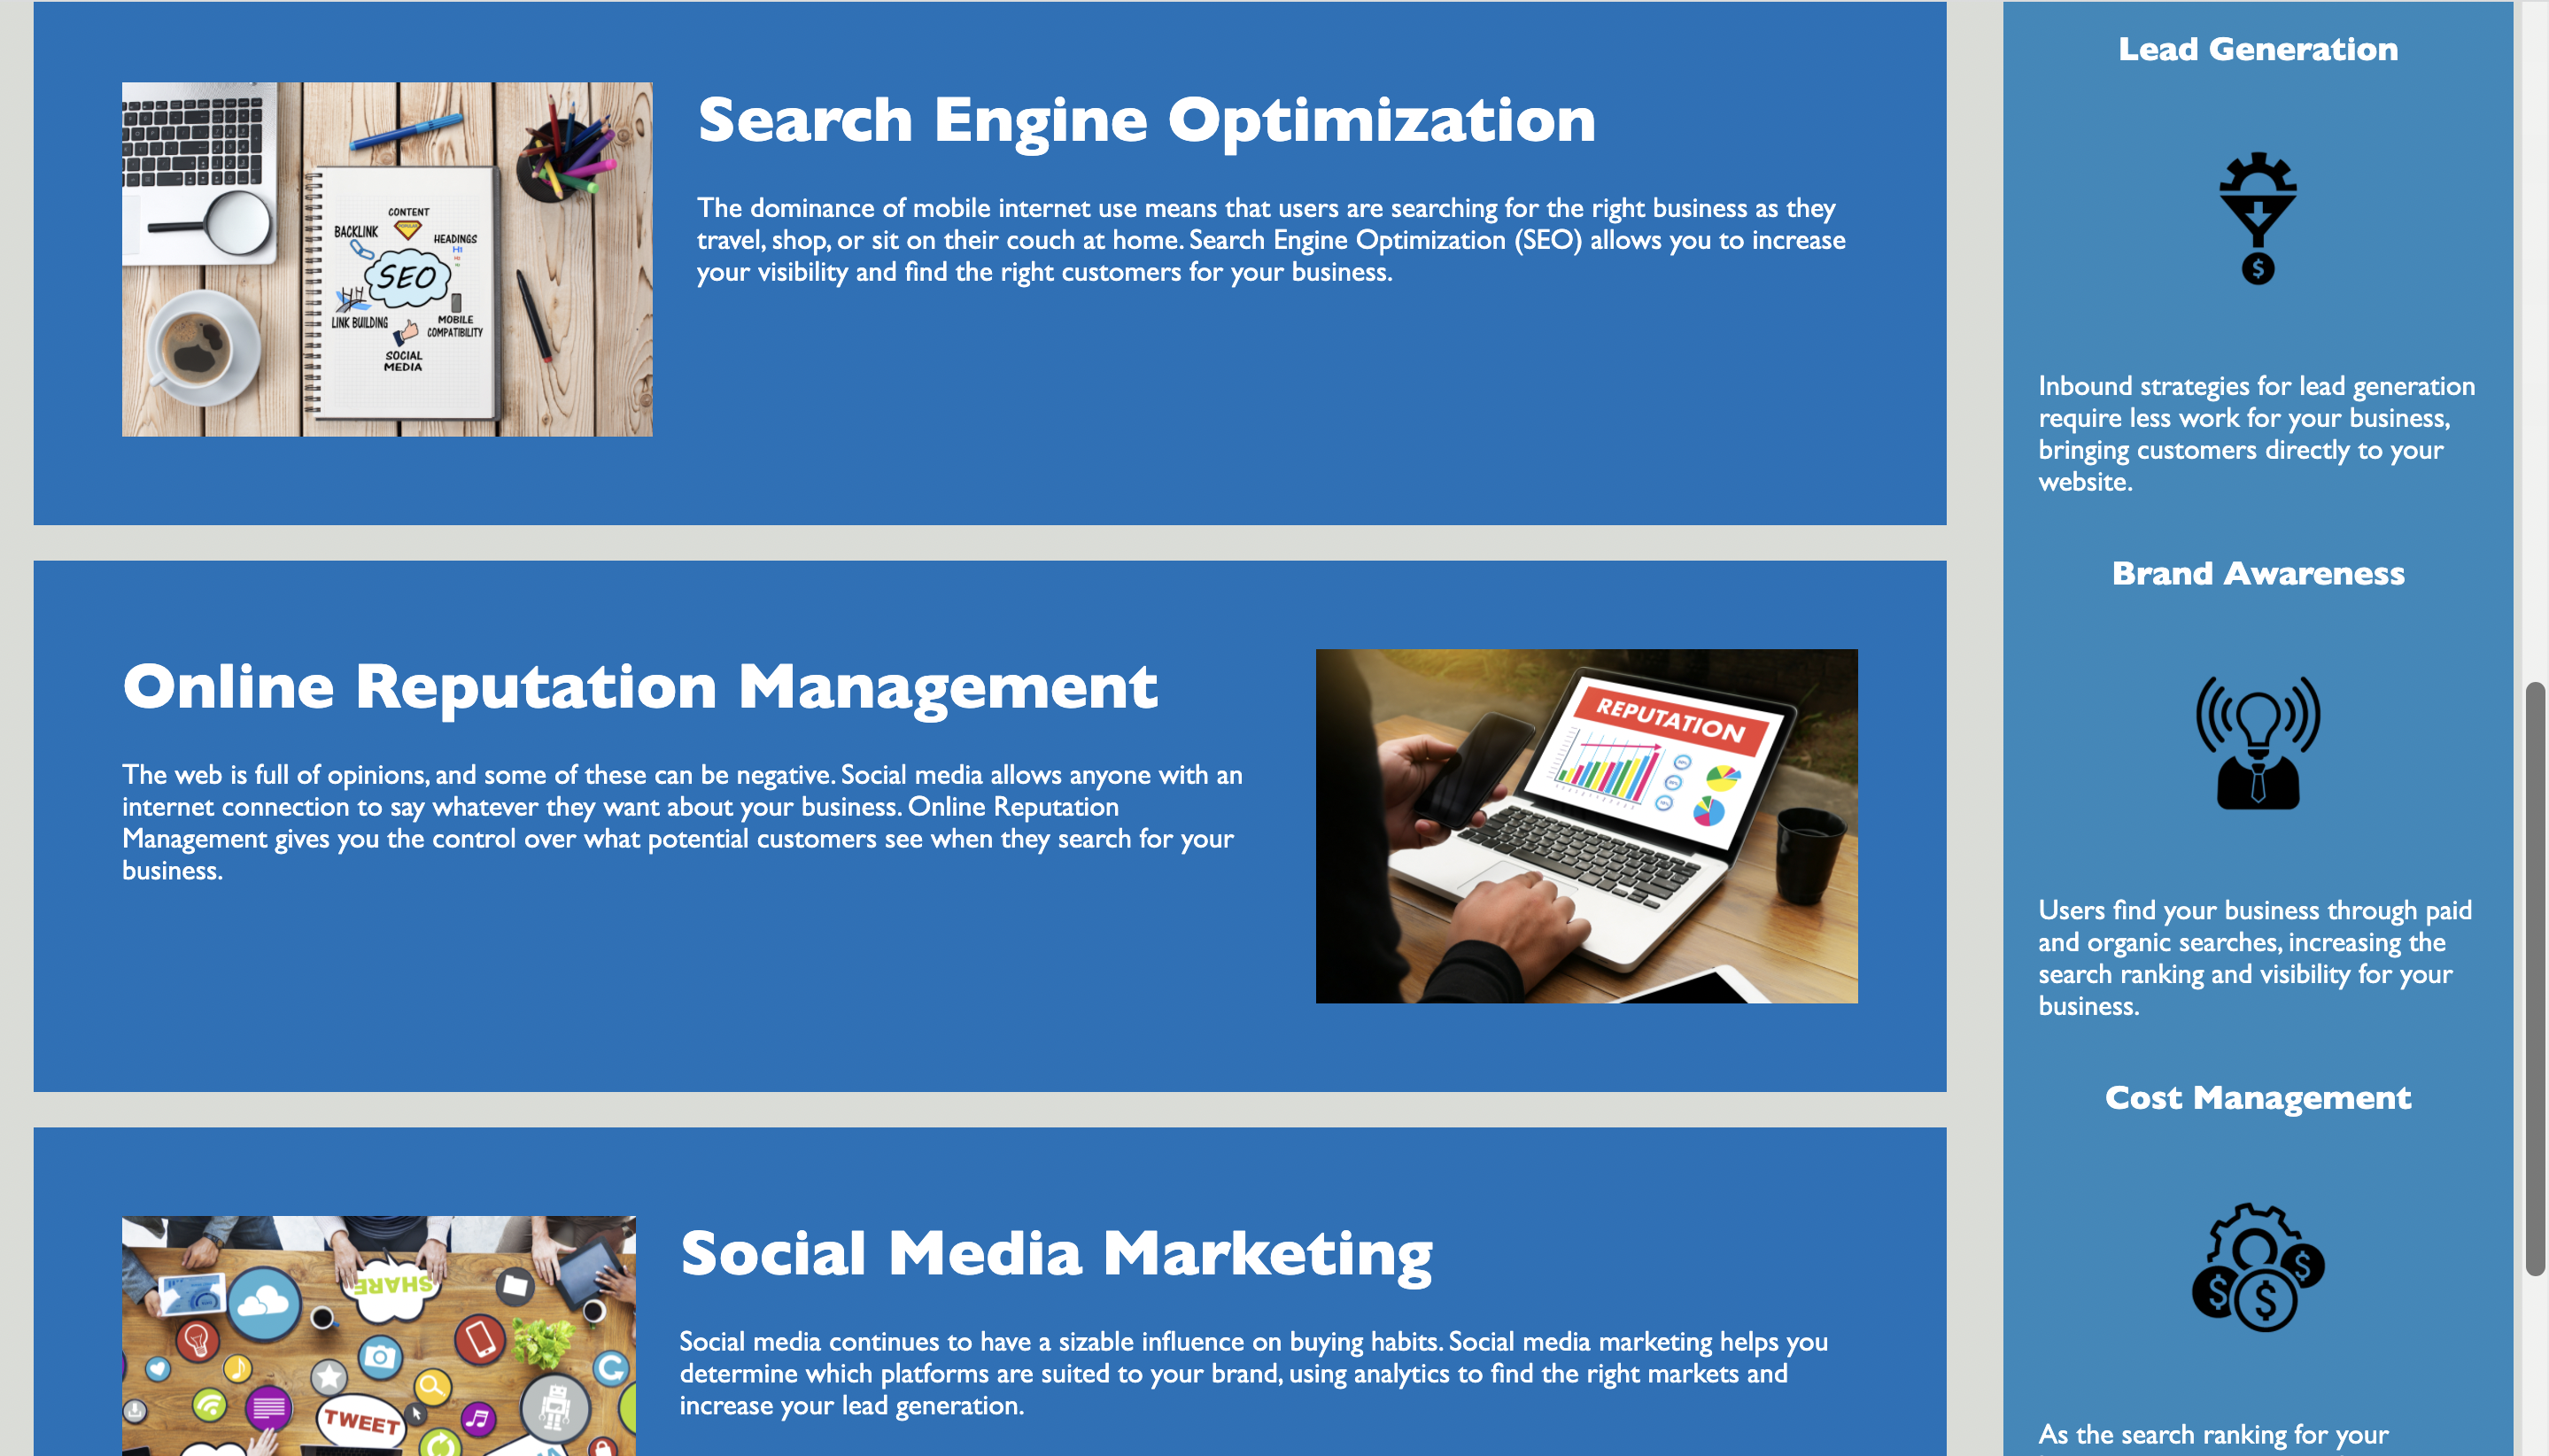 Search Engine Optimization
The dominance of mobile internet use means that users are searching for the right business as they
travel, shop, or sit on their couch at home. Search Engine Optimization (SEO) allows you to increase
your visibility and find the right customers for your business.
CONTENT
BACKLINK
HEADINGS
SEO
LINK BUILDING
MOBILE
COMPATIBILITY
SOCIAL
MEDIA
Online Reputation Management
The web is full of opinions, and some of these can be negative. Social media allows anyone with an
internet connection to say whatever they want about your business. Online Reputation
Management gives you the control over what potential customers see when they search for your
business.
REPUTATION
Social Media Marketing
Social media continues to have a sizable influence on buying habits. Social media marketing helps you
determine which platforms are suited to your brand, using analytics to find the right markets and
increase your lead generation.
SHARE
TWEET
Lead Generation
$
Inbound strategies for lead generation
require less work for your business,
bringing customers directly to your
website.
Brand Awareness
Users find your business through paid
and organic searches, increasing the
search ranking and visibility for your
business.
Cost Management
$ $ $
As the search ranking for your